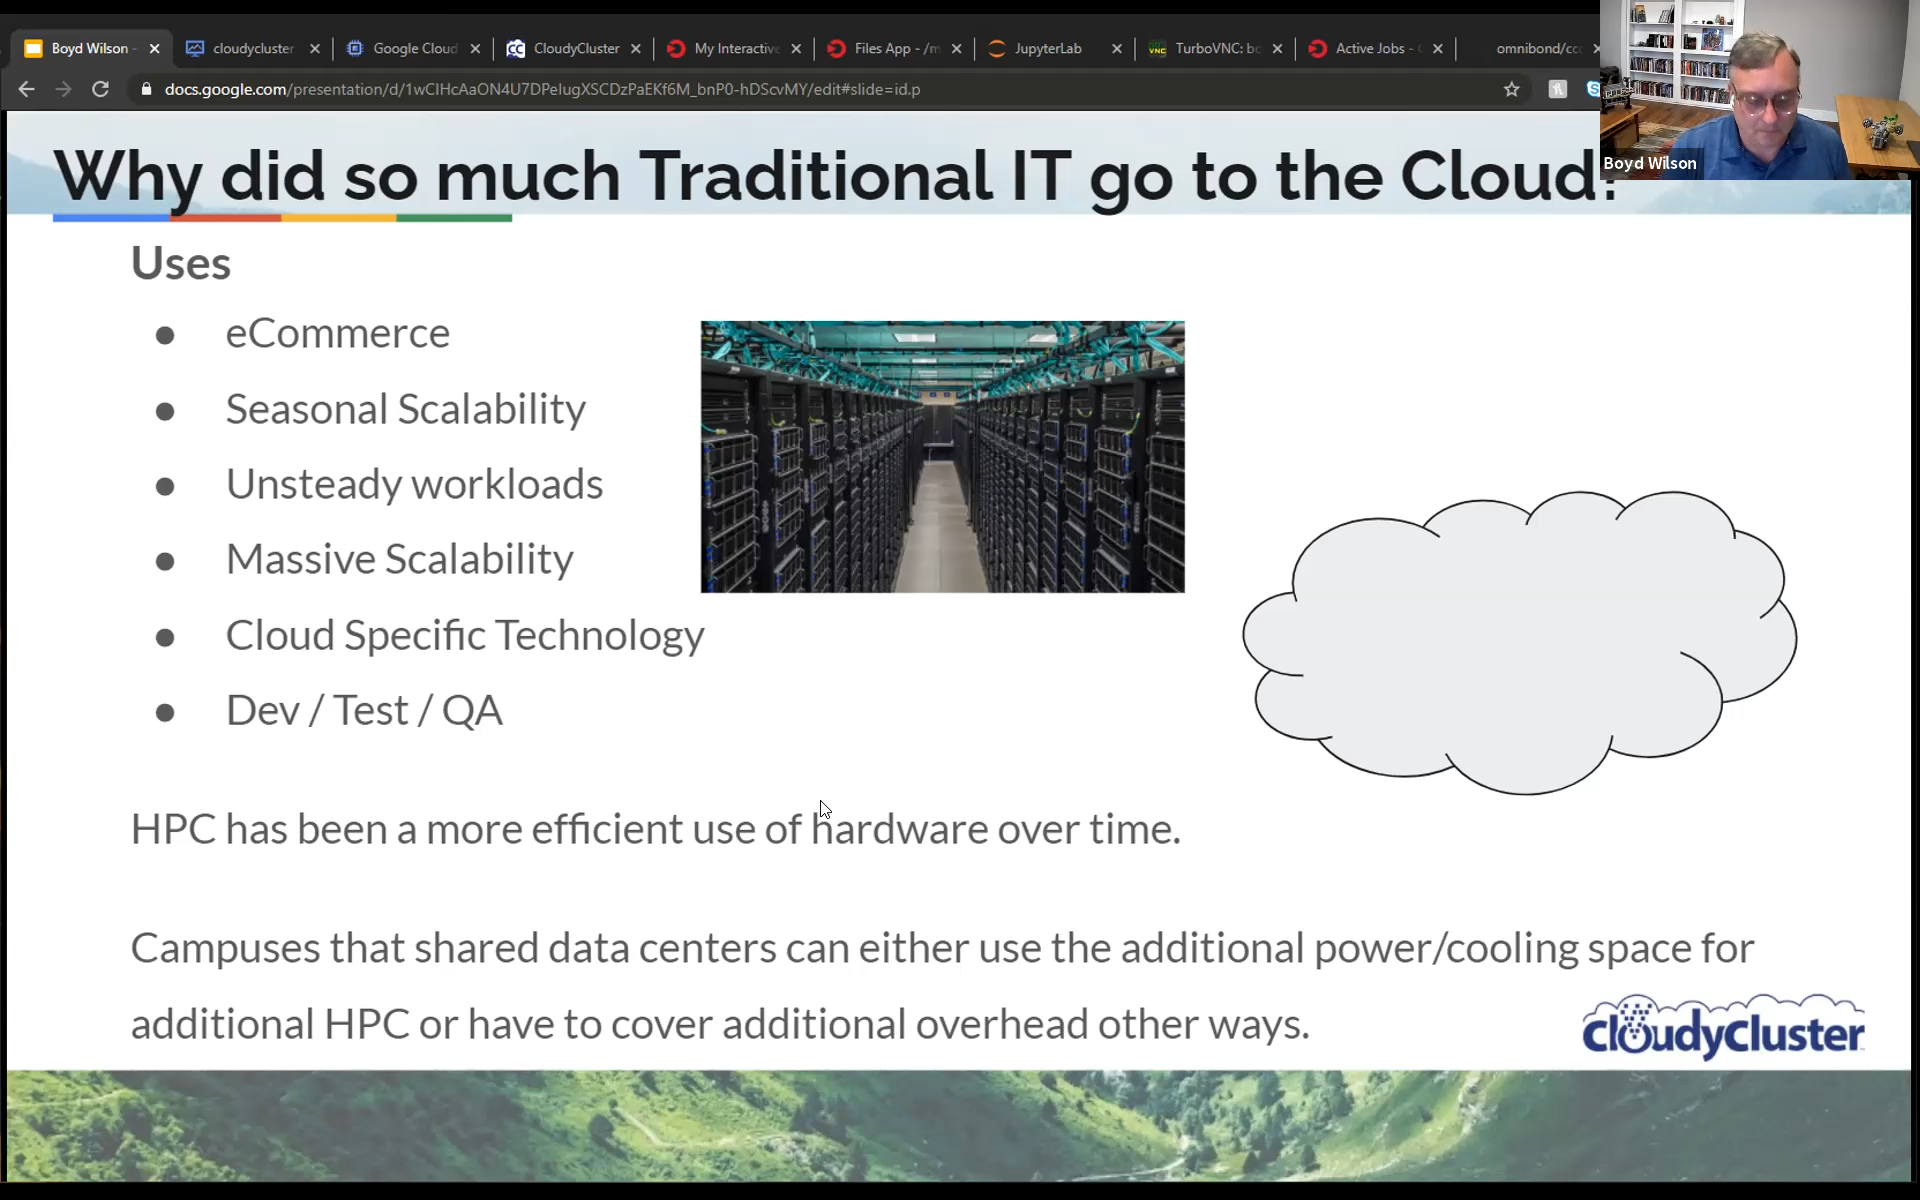 Boyd Wilson -
cloudycluster
Google Cloud
CloudyCluster
My Interactive
Files App - /m
JupyterLab
TurboVNC: bo
Active Jobs -
omnibond/ccc
docs.google.com/presentation/d/1wCIHcAaON4U7DPeIugXSCDzPaEKf6M_bnP0-hDScvMY/edit#slide=id.p
Boyd Wilson
Why did so much Traditional IT go to the Cloud?
Uses
● eCommerce
● Seasonal Scalability
● Unsteady workloads
● Massive Scalability
● Cloud Specific Technology
● Dev / Test / QA
HPC has been a more efficient use of hardware over time.
Campuses that shared data centers can either use the additional power/cooling space for
additional HPC or have to cover additional overhead other ways.
cloudyCluster